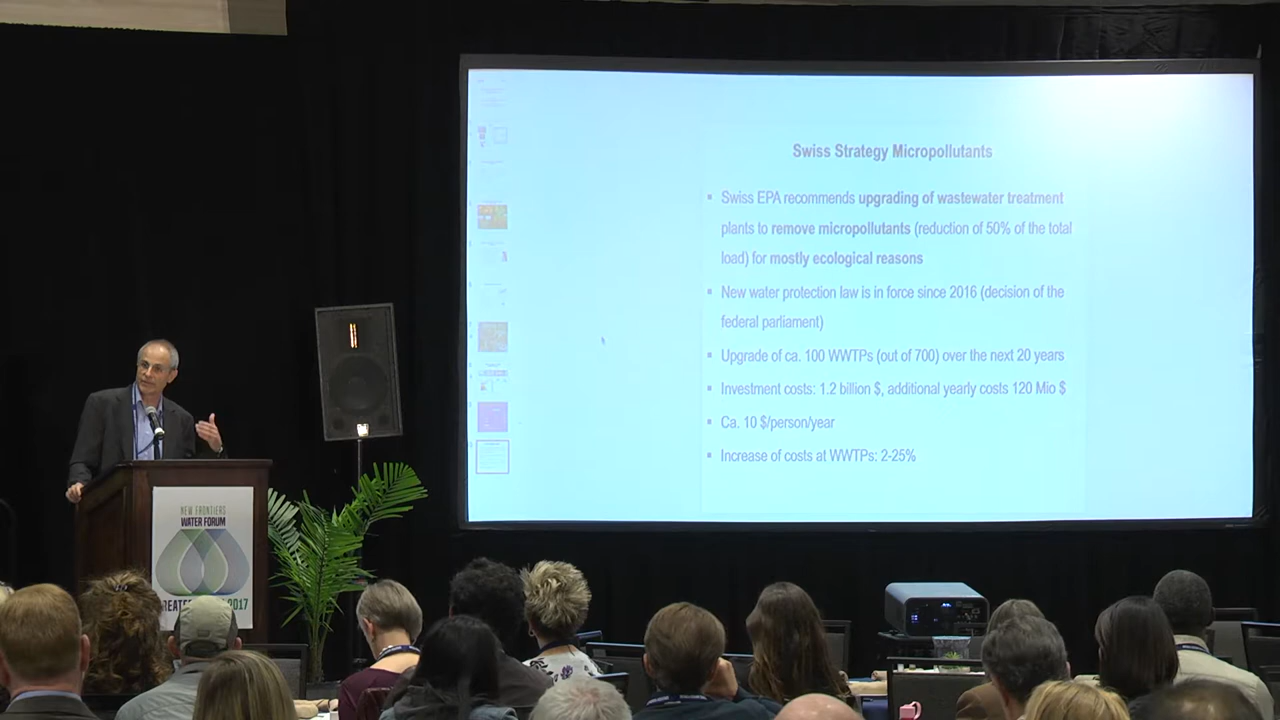 Swiss Strategy Micropollutants
▪ Swiss EPA recommends upgrading of wastewater treatment
plants to remove micropollutants (reduction of 50% of the total
load) for mostly ecological reasons
▪ New water protection law is in force since 2016 (decision of the
federal parliament)
▪ Upgrade of ca. 100 WWTPs (out of 700) over the next 20 years
▪ Investment costs: 1.2 billion $, additional yearly costs 120 Mio $
▪ Ca. 10 $/person/year
▪ Increase of costs at WWTPs: 2-25%
NEW FRONTIERS
WATER FORUM
2017